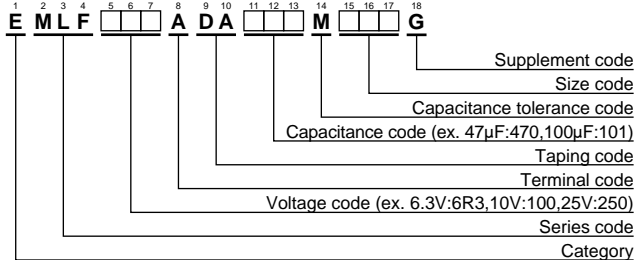 1 2 3 4 5 6 7 8 9 10 11 12 13 14 15 16 17 18
E M L F A D A M G
Supplement code
Size code
Capacitance tolerance code
Capacitance code (ex. 47µF:470,100µF:101)
Taping code
Terminal code
Voltage code (ex. 6.3V:6R3,10V:100,25V:250)
Series code
Category